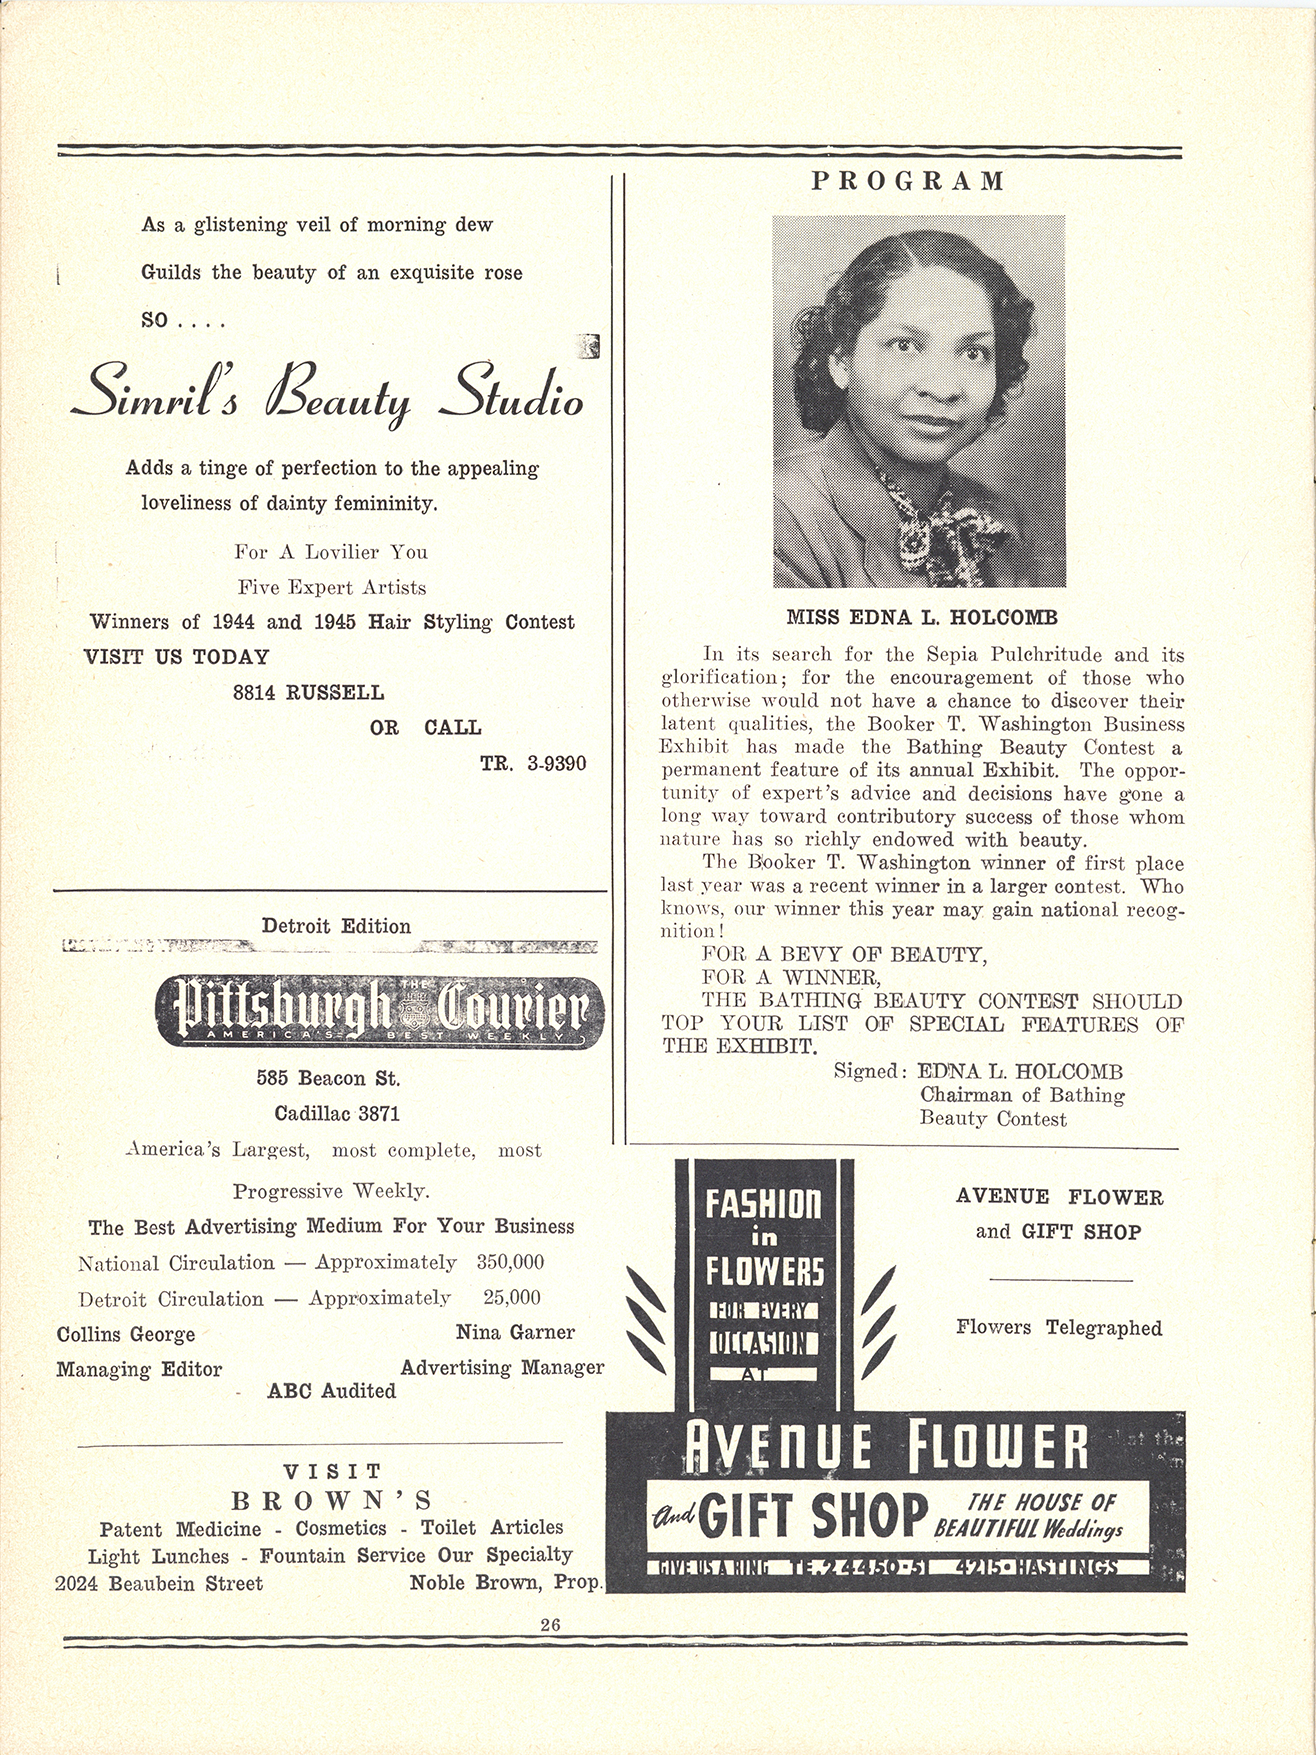 As a glistening veil of morning dew
Guilds the beauty of an exquisite rose
SO . . . .
Simril's Beauty Studio
Adds a tinge of perfection to the appealing
loveliness of dainty femininity.
For A Lovilier You
Five Expert Artists
Winners of 1944 and 1945 Hair Styling Contest
VISIT US TODAY
8814 RUSSELL
OR CALL
TR. 3-9390
Detroit Edition
THE
Pittsburgh Courier
AMERICA'S BEST WEEKLY
585 Beacon St.
Cadillac 3871
America's Largest, most complete, most
Progressive Weekly.
The Best Advertising Medium For Your Business
National Circulation — Approximately 350,000
Detroit Circulation — Approximately 25,000
Collins George Nina Garner
Managing Editor Advertising Manager
ABC Audited
VISIT
BROWN'S
Patent Medicine - Cosmetics - Toilet Articles
Light Lunches - Fountain Service Our Specialty
2024 Beaubein Street Noble Brown, Prop.
PROGRAM
MISS EDNA L. HOLCOMB
In its search for the Sepia Pulchritude and its
glorification; for the encouragement of those who
otherwise would not have a chance to discover their
latent qualities, the Booker T. Washington Business
Exhibit has made the Bathing Beauty Contest a
permanent feature of its annual Exhibit. The oppor-
tunity of expert's advice and decisions have gone a
long way toward contributory success of those whom
nature has so richly endowed with beauty.
The Booker T. Washington winner of first place
last year was a recent winner in a larger contest. Who
knows, our winner this year may gain national recog-
nition!
FOR A BEVY OF BEAUTY,
FOR A WINNER,
THE BATHING BEAUTY CONTEST SHOULD
TOP YOUR LIST OF SPECIAL FEATURES OF
THE EXHIBIT.
Signed: EDNA L. HOLCOMB
Chairman of Bathing
Beauty Contest
FASHION
in
FLOWERS
FOR EVERY
OCCASION
AT
AVENUE FLOWER
and GIFT SHOP
Flowers Telegraphed
AVENUE FLOWER
And GIFT SHOP THE HOUSE OF
BEAUTIFUL Weddings
GIVE US A RING TE. 2 4450-51 4215 • HASTINGS
26